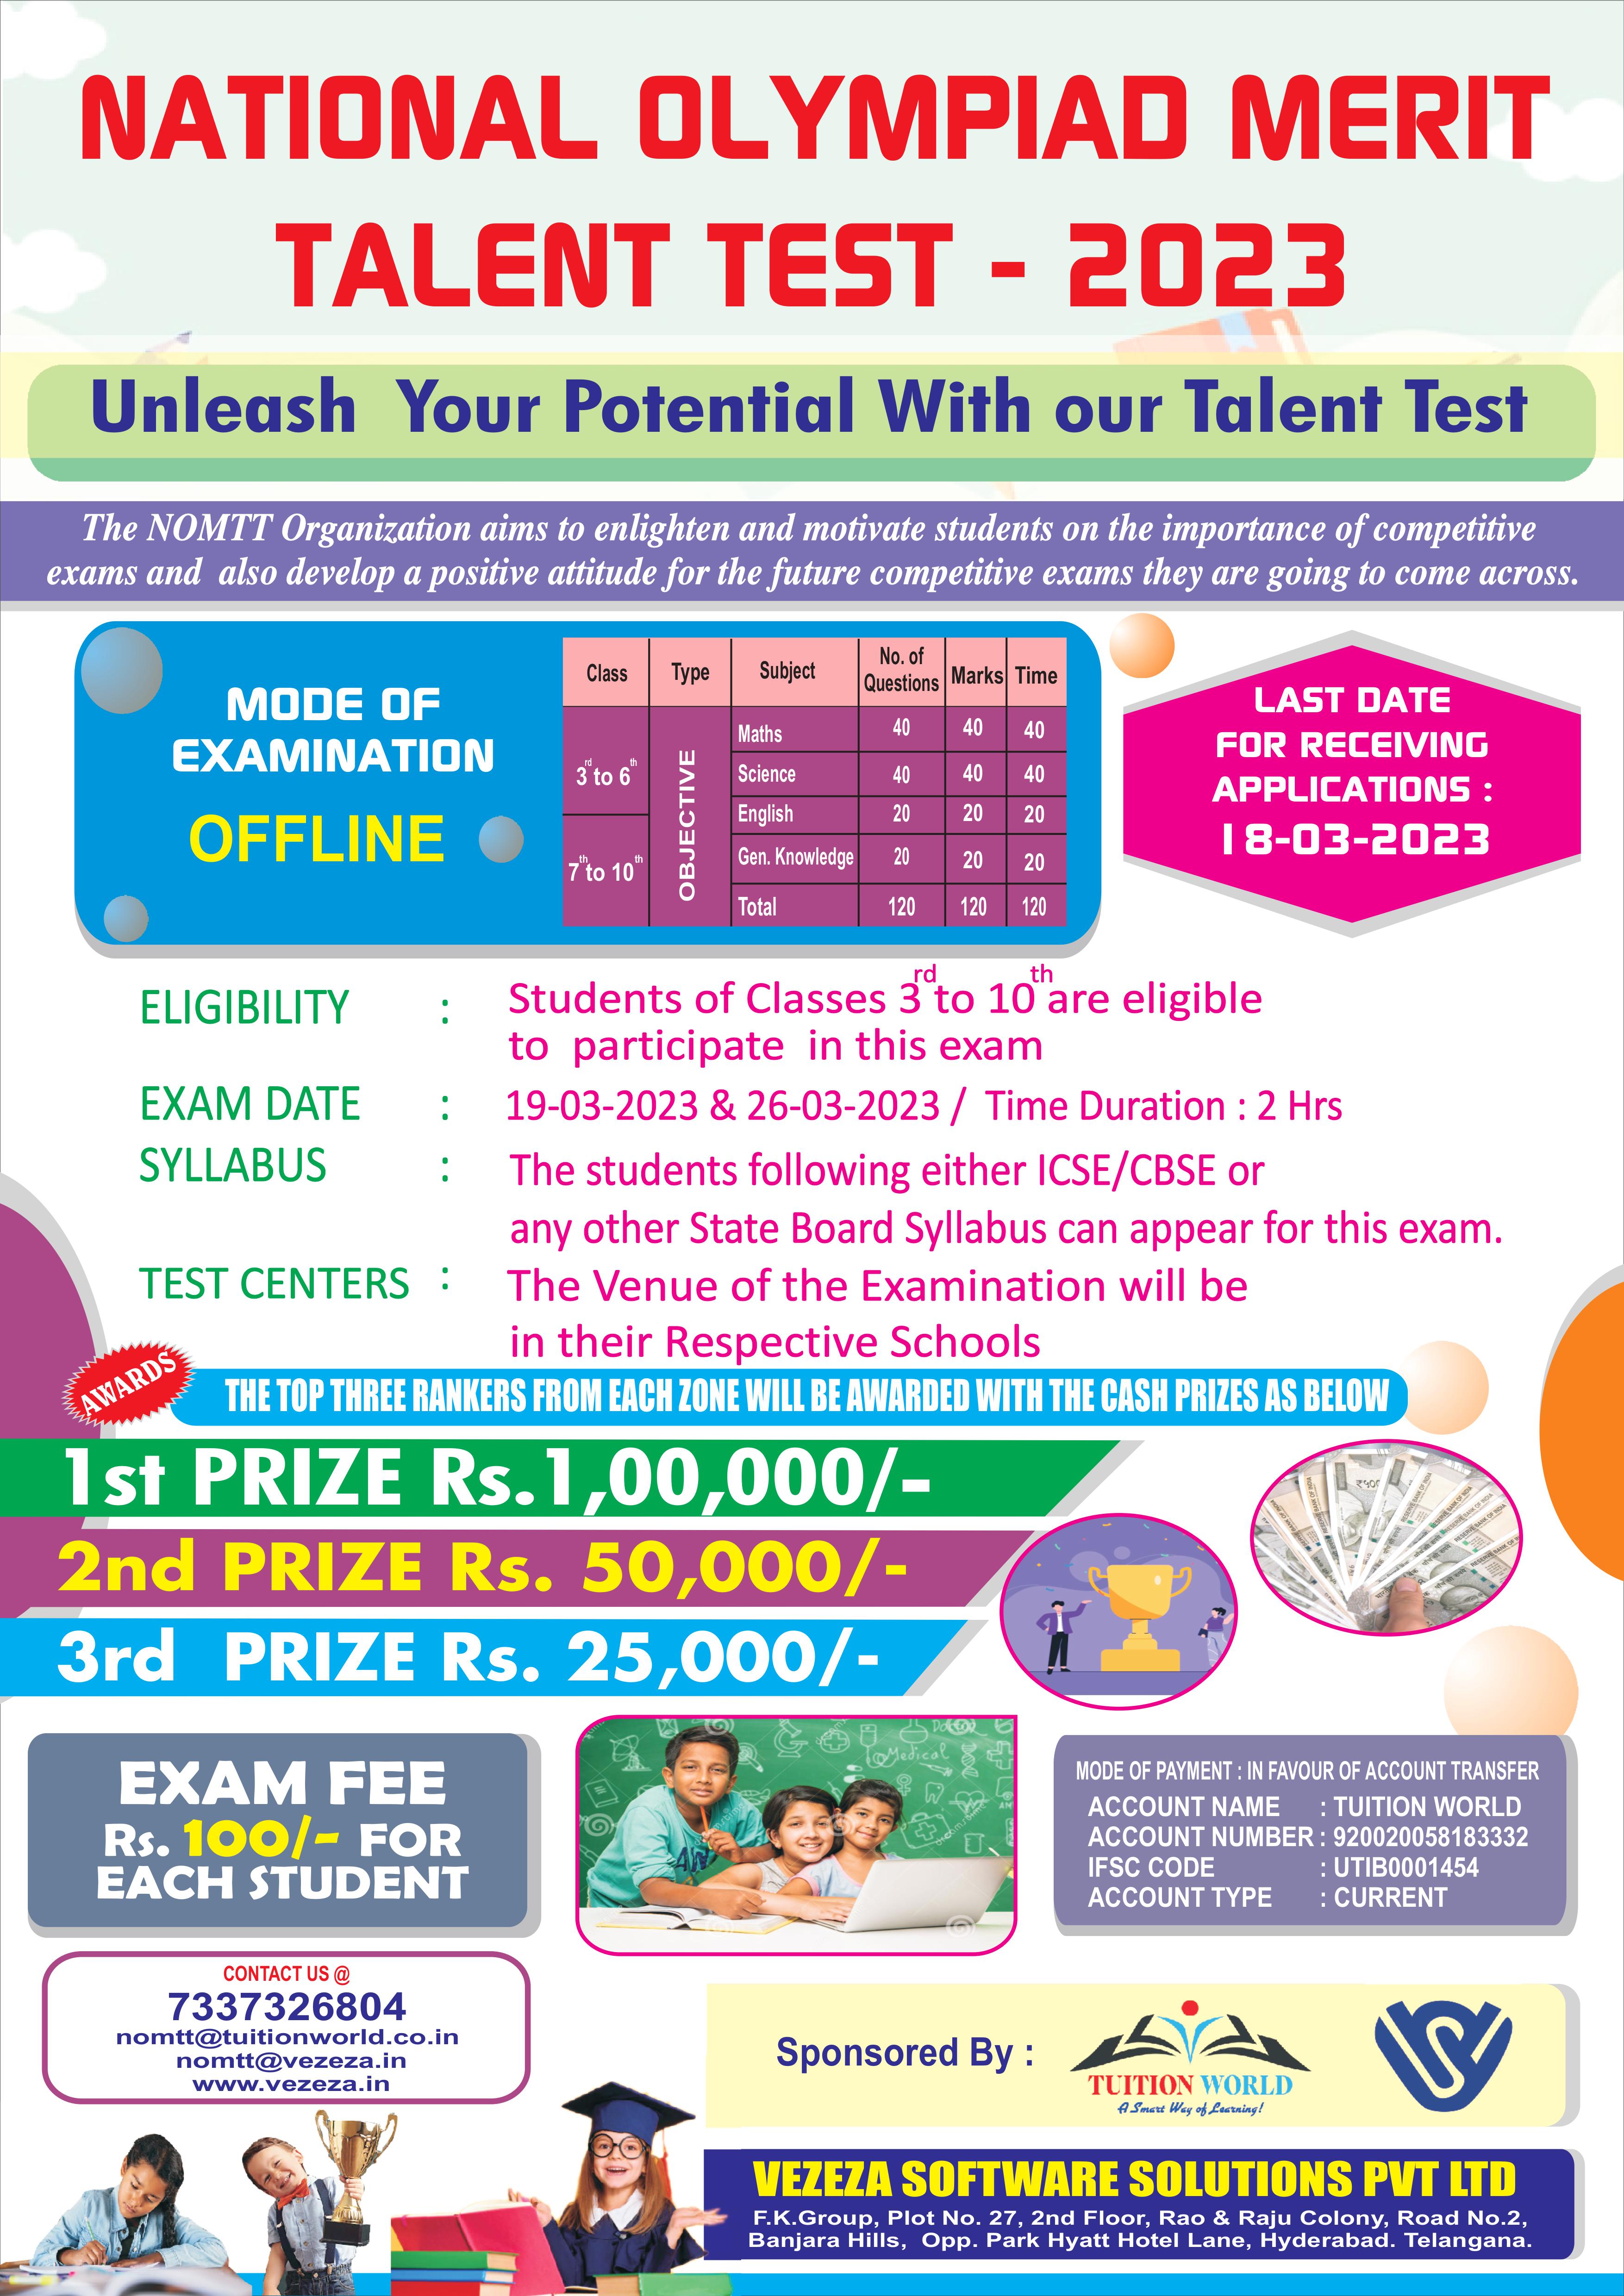 NATIONAL OLYMPIAD MERIT
TALENT TEST - 2023
Unleash Your Potential With our Talent Test
The NOMTT Organization aims to enlighten and motivate students on the importance of competitive
exams and also develop a positive attitude for the future competitive exams they are going to come across.
MODE OF
EXAMINATION
OFFLINE
Class Type Subject No. of Questions Marks Time
3rd to 6th
7th to 10th
OBJECTIVE
Maths 40 40 40
Science 40 40 40
English 20 20 20
Gen. Knowledge 20 20 20
Total 120 120 120
LAST DATE
FOR RECEIVING
APPLICATIONS :
18-03-2023
ELIGIBILITY : Students of Classes 3rd to 10th are eligible
to participate in this exam
EXAM DATE : 19-03-2023 & 26-03-2023 / Time Duration : 2 Hrs
SYLLABUS : The students following either ICSE/CBSE or
any other State Board Syllabus can appear for this exam.
TEST CENTERS : The Venue of the Examination will be
in their Respective Schools
AWARDS
THE TOP THREE RANKERS FROM EACH ZONE WILL BE AWARDED WITH THE CASH PRIZES AS BELOW
1st PRIZE Rs.1,00,000/-
2nd PRIZE Rs. 50,000/-
3rd PRIZE Rs. 25,000/-
EXAM FEE
Rs. 100/- FOR
EACH STUDENT
Medical
MODE OF PAYMENT : IN FAVOUR OF ACCOUNT TRANSFER
ACCOUNT NAME : TUITION WORLD
ACCOUNT NUMBER : 920020058183332
IFSC CODE : UTIB0001454
ACCOUNT TYPE : CURRENT
CONTACT US @
7337326804
nomtt@tuitionworld.co.in
nomtt@vezeza.in
www.vezeza.in
Sponsored By :
TUITION WORLD
A Smart Way of Learning!
VEZEZA SOFTWARE SOLUTIONS PVT LTD
F.K.Group, Plot No. 27, 2nd Floor, Rao & Raju Colony, Road No.2,
Banjara Hills, Opp. Park Hyatt Hotel Lane, Hyderabad. Telangana.